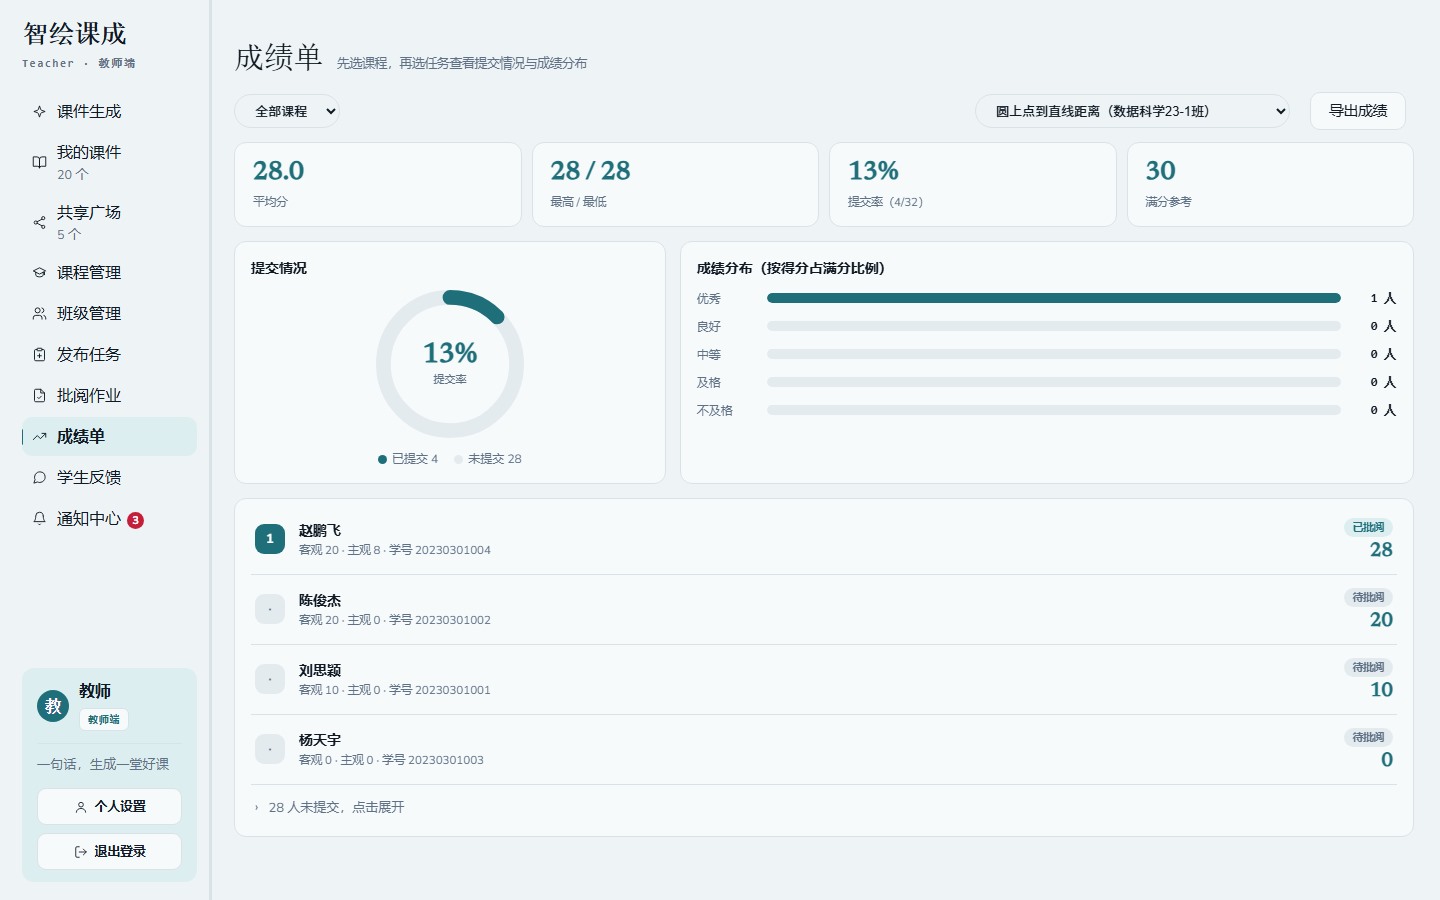 智绘课成
Teacher · 教师端
课件生成
我的课件
20 个
共享广场
5 个
课程管理
班级管理
发布任务
批阅作业
成绩单
学生反馈
通知中心 3
教
教师
教师端
一句话，生成一堂好课
个人设置
退出登录
成绩单 先选课程，再选任务查看提交情况与成绩分布
全部课程
圆上点到直线距离（数据科学23-1班）
导出成绩
28.0
平均分
28 / 28
最高 / 最低
13%
提交率（4/32）
30
满分参考
提交情况
13%
提交率
已提交 4 未提交 28
成绩分布（按得分占满分比例）
优秀 1 人
良好 0 人
中等 0 人
及格 0 人
不及格 0 人
1
赵鹏飞
客观 20 · 主观 8 · 学号 20230301004
已批阅
28
·
陈俊杰
客观 20 · 主观 0 · 学号 20230301002
待批阅
20
·
刘思颖
客观 10 · 主观 0 · 学号 20230301001
待批阅
10
·
杨天宇
客观 0 · 主观 0 · 学号 20230301003
待批阅
0
› 28 人未提交，点击展开